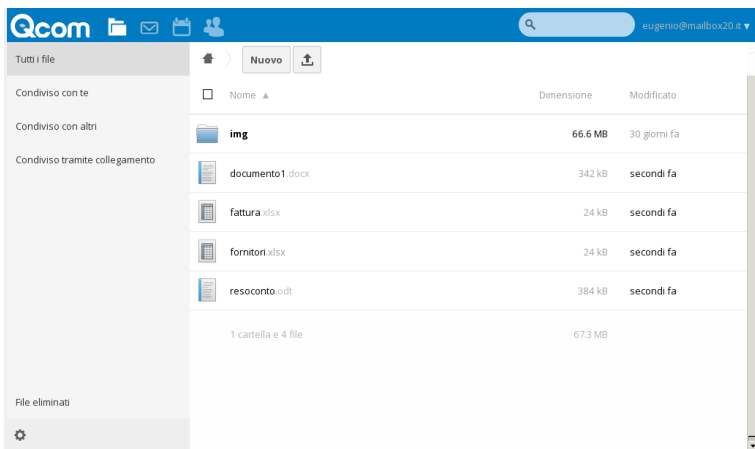 Qcom
eugenio@mailbox20.it ▾
Tutti i file
Condiviso con te
Condiviso con altri
Condiviso tramite collegamento
File eliminati
Nuovo
Nome ▲ Dimensione Modificato
img 66.6 MB 30 giorni fa
documento1.docx 342 kB secondi fa
fattura.xlsx 24 kB secondi fa
fornitori.xlsx 24 kB secondi fa
resoconto.odt 384 kB secondi fa
1 cartella e 4 file 67.3 MB